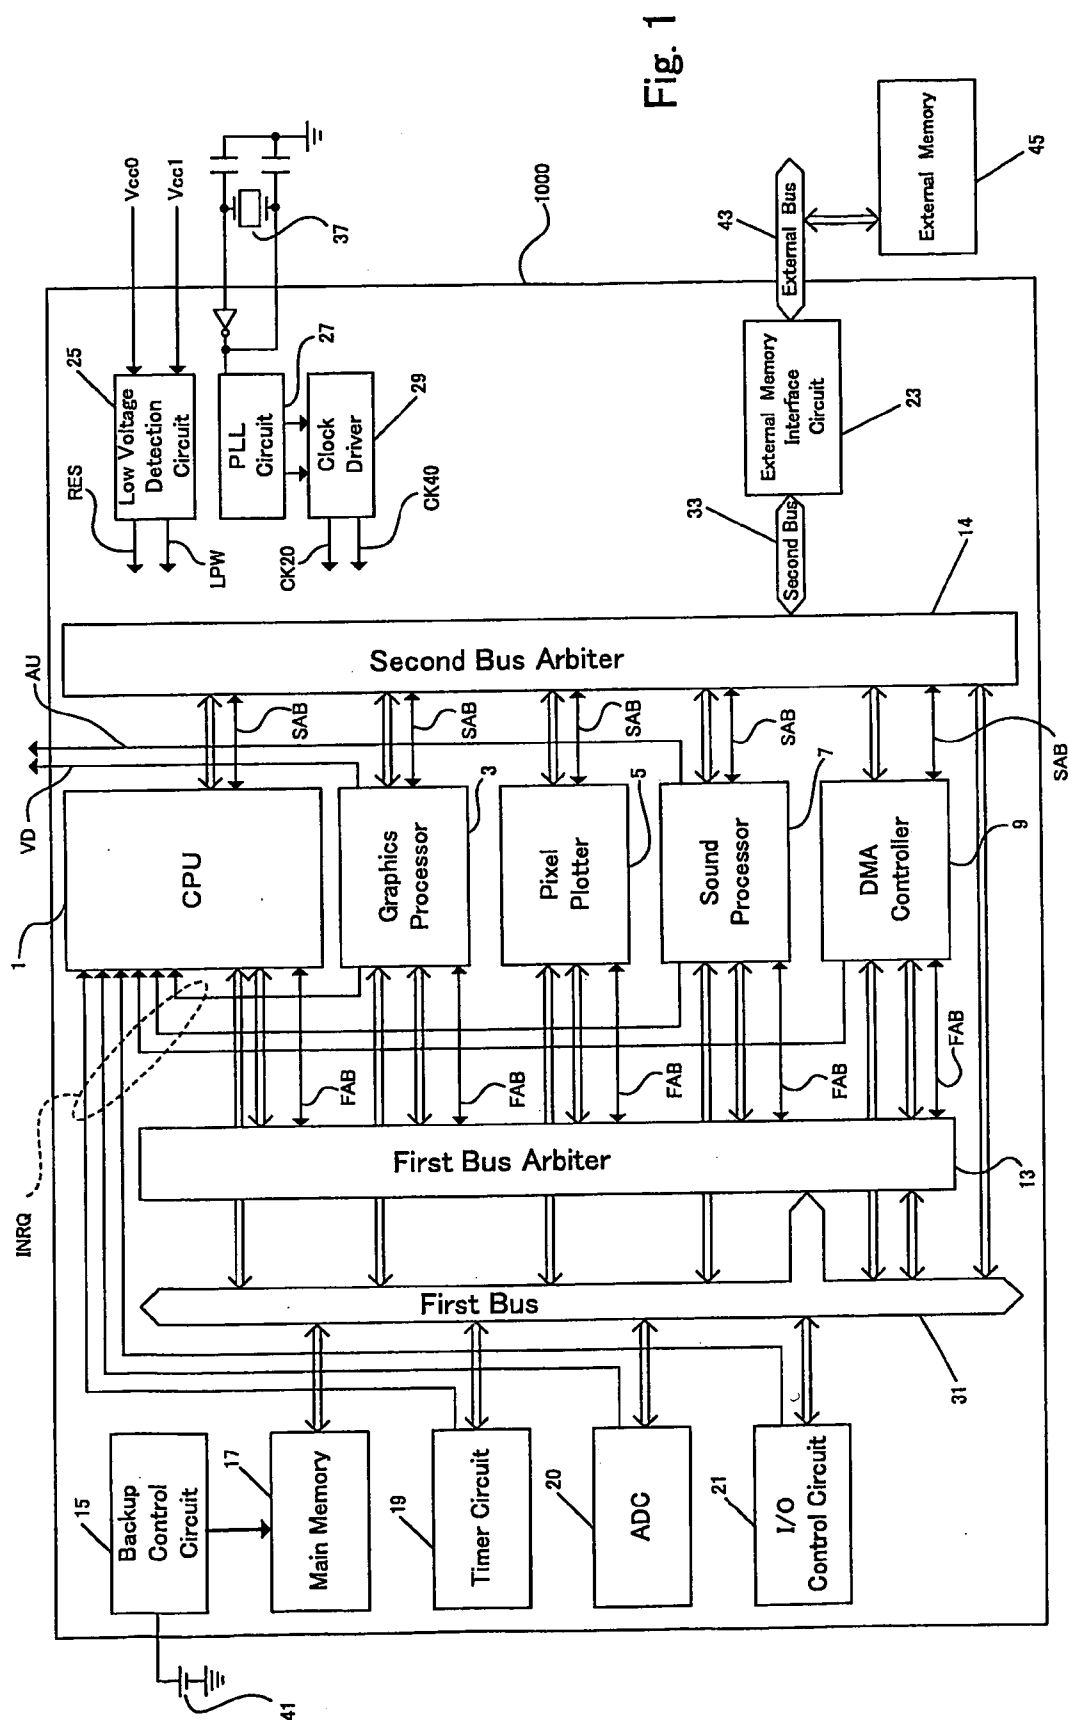 Fig. 1
41
15
Backup
Control
Circuit
17
Main Memory
19
Timer Circuit
20
ADC
21
I/O
Control Circuit
31
First Bus
INRQ
First Bus Arbiter
13
FAB
FAB
FAB
FAB
FAB
1
CPU
Graphics
Processor
3
Pixel
Plotter
5
Sound
Processor
7
DMA
Controller
9
VD
AU
SAB
SAB
SAB
SAB
SAB
Second Bus Arbiter
14
RES
LPW
25
Low Voltage
Detection
Circuit
Vcc0
Vcc1
PLL
Circuit
27
37
CK20
CK40
Clock
Driver
29
1000
33
Second Bus
External Memory
Interface
Circuit
23
43
External Bus
External Memory
45